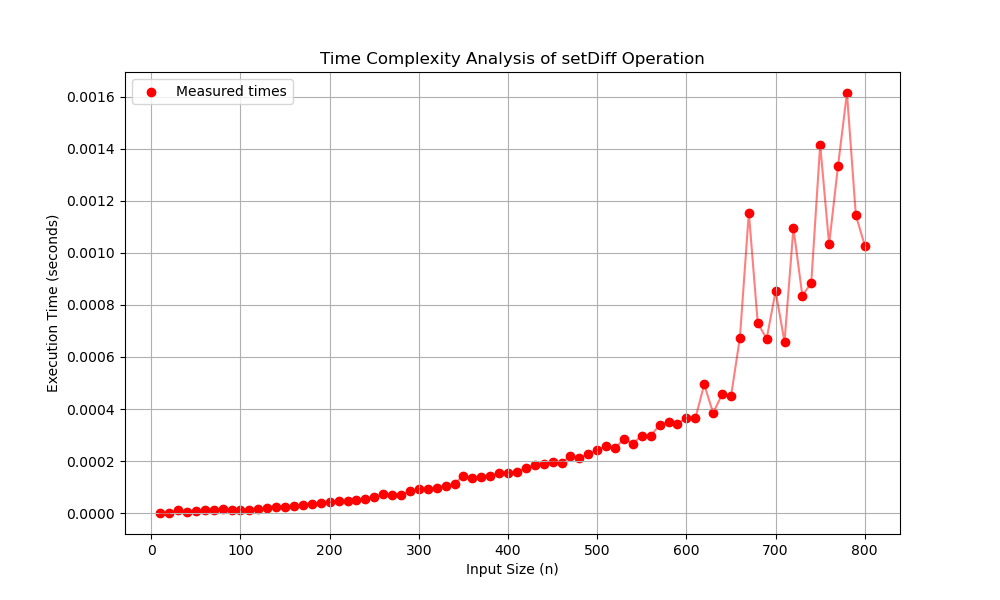 Time Complexity Analysis of setDiff Operation
Measured times
Execution Time (seconds)
0.0016
0.0014
0.0012
0.0010
0.0008
0.0006
0.0004
0.0002
0.0000
0 100 200 300 400 500 600 700 800
Input Size (n)